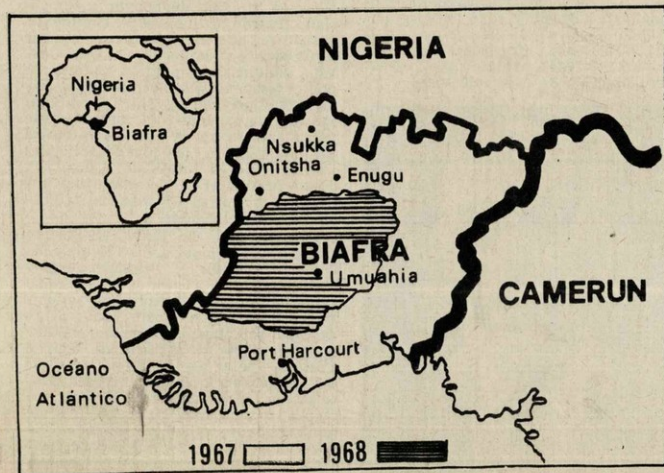 NIGERIA
Nigeria
Biafra
Nsukka
Onitsha
Enugu
BIAFRA
Umuahia
CAMERUN
Port Harcourt
Océano
Atlántico
1967 1968